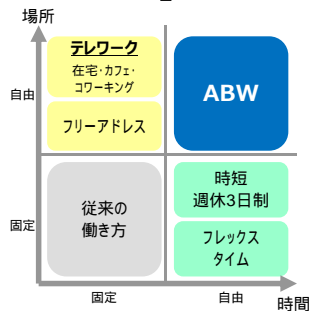 場所
自由
テレワーク
在宅・カフェ・
コワーキング
フリーアドレス
ABW
固定
従来の
働き方
時短
週休3日制
フレックス
タイム
固定
自由
時間